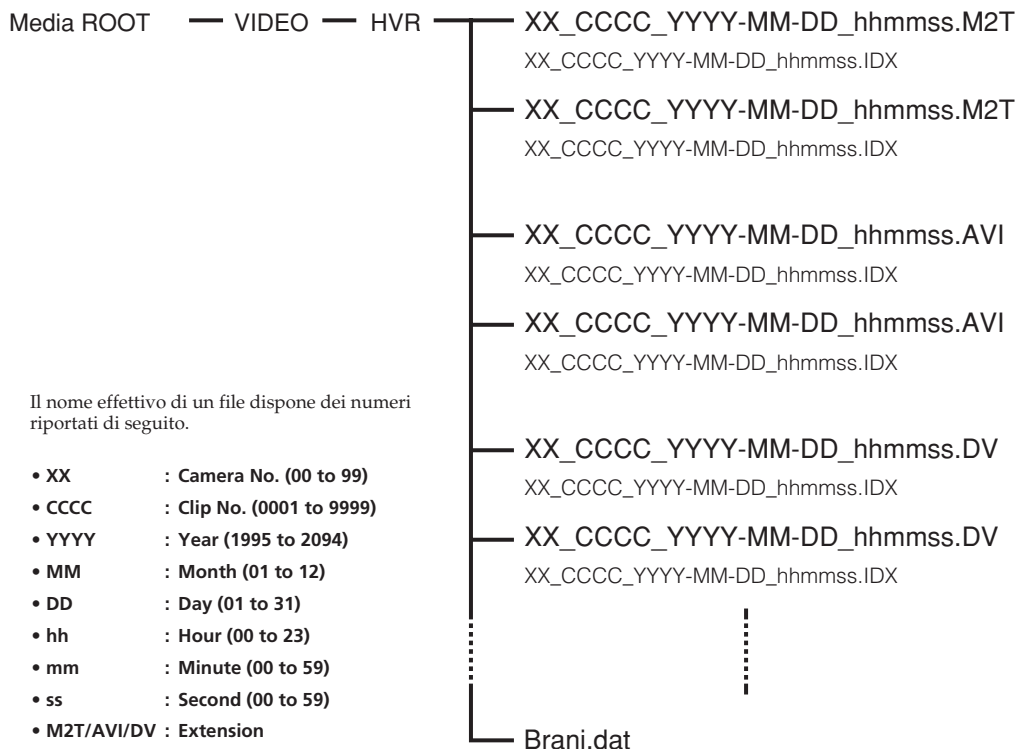 Media ROOT VIDEO HVR XX_CCCC_YYYY-MM-DD_hhmmss.M2T
XX_CCCC_YYYY-MM-DD_hhmmss.IDX
XX_CCCC_YYYY-MM-DD_hhmmss.M2T
XX_CCCC_YYYY-MM-DD_hhmmss.IDX
XX_CCCC_YYYY-MM-DD_hhmmss.AVI
XX_CCCC_YYYY-MM-DD_hhmmss.IDX
XX_CCCC_YYYY-MM-DD_hhmmss.AVI
XX_CCCC_YYYY-MM-DD_hhmmss.IDX
XX_CCCC_YYYY-MM-DD_hhmmss.DV
XX_CCCC_YYYY-MM-DD_hhmmss.IDX
XX_CCCC_YYYY-MM-DD_hhmmss.DV
XX_CCCC_YYYY-MM-DD_hhmmss.IDX
Brani.dat
Il nome effettivo di un file dispone dei numeri
riportati di seguito.
• XX : Camera No. (00 to 99)
• CCCC : Clip No. (0001 to 9999)
• YYYY : Year (1995 to 2094)
• MM : Month (01 to 12)
• DD : Day (01 to 31)
• hh : Hour (00 to 23)
• mm : Minute (00 to 59)
• ss : Second (00 to 59)
• M2T/AVI/DV : Extension